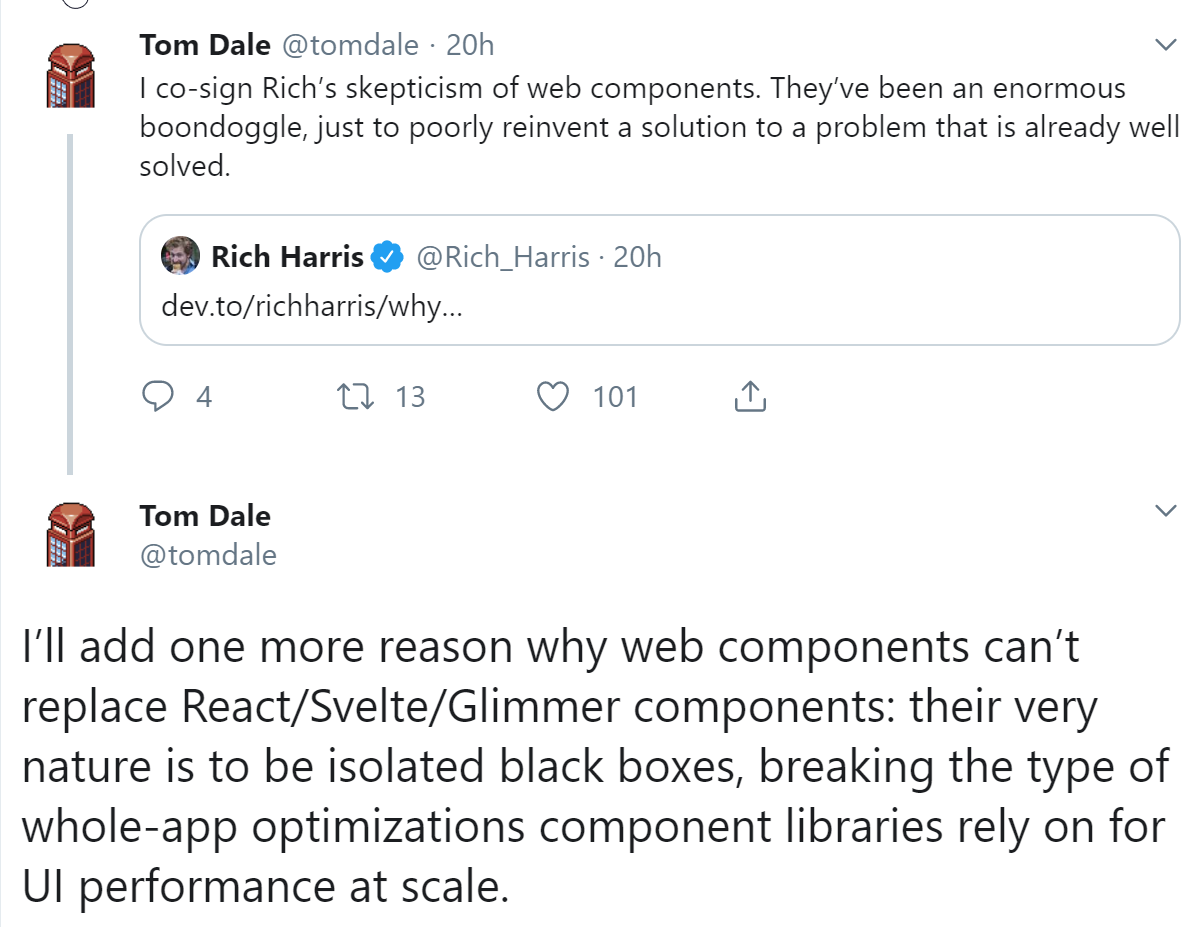 Tom Dale @tomdale · 20h
I co-sign Rich’s skepticism of web components. They’ve been an enormous
boondoggle, just to poorly reinvent a solution to a problem that is already well
solved.
Rich Harris @Rich_Harris · 20h
dev.to/richharris/why...
4 13 101
Tom Dale
@tomdale
I’ll add one more reason why web components can’t
replace React/Svelte/Glimmer components: their very
nature is to be isolated black boxes, breaking the type of
whole-app optimizations component libraries rely on for
UI performance at scale.